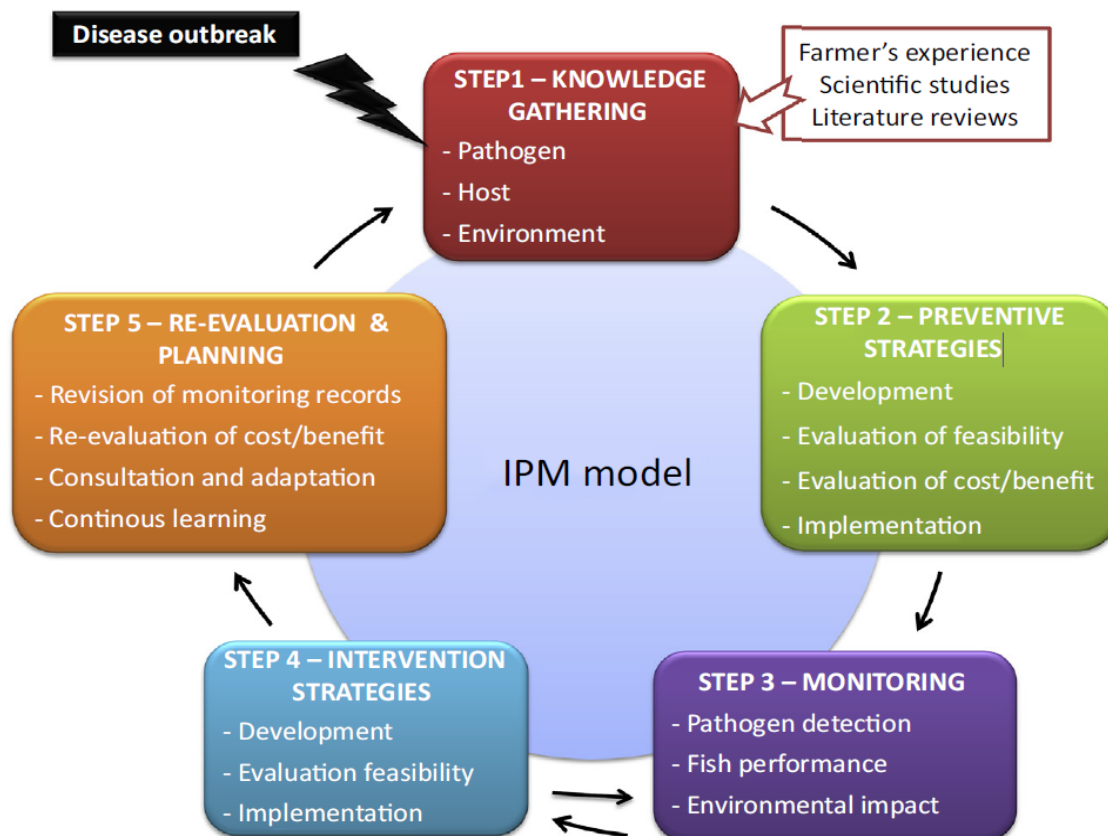 Disease outbreak
Farmer’s experience
Scientific studies
Literature reviews
STEP1 – KNOWLEDGE
GATHERING
- Pathogen
- Host
- Environment
STEP 2 – PREVENTIVE
STRATEGIES
- Development
- Evaluation of feasibility
- Evaluation of cost/benefit
- Implementation
STEP 3 – MONITORING
- Pathogen detection
- Fish performance
- Environmental impact
STEP 4 – INTERVENTION
STRATEGIES
- Development
- Evaluation feasibility
- Implementation
STEP 5 – RE-EVALUATION &
PLANNING
- Revision of monitoring records
- Re-evaluation of cost/benefit
- Consultation and adaptation
- Continous learning
IPM model